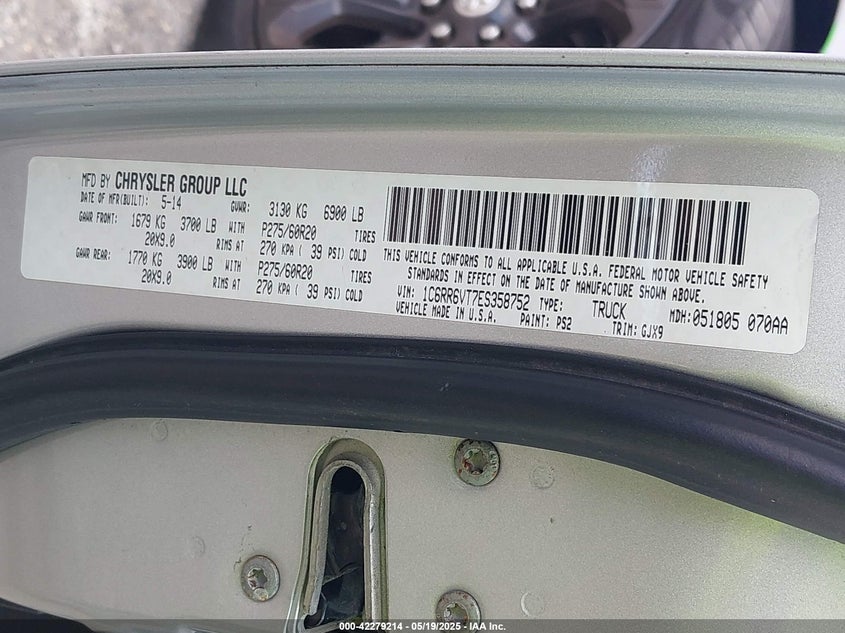 MFD BY CHRYSLER GROUP LLC
DATE OF MFR(BUILT): 5-14 GVWR: 3130 KG 6900 LB
GAWR FRONT: 1679 KG 3700 LB WITH P275/60R20 TIRES
20X9.0 RIMS AT 270 KPA ( 39 PSI) COLD
GAWR REAR: 1770 KG 3900 LB WITH P275/60R20 TIRES
20X9.0 RIMS AT 270 KPA ( 39 PSI) COLD
THIS VEHICLE CONFORMS TO ALL APPLICABLE U.S.A. FEDERAL MOTOR VEHICLE SAFETY
STANDARDS IN EFFECT ON THE DATE OF MANUFACTURE SHOWN ABOVE.
VIN: 1C6RR6VT7ES358752 TYPE: TRUCK MDH: 051805 070AA
VEHICLE MADE IN U.S.A. PAINT: PS2 TRIM: GJX9
000-42279214 - 05/19/2025 - IAA Inc.